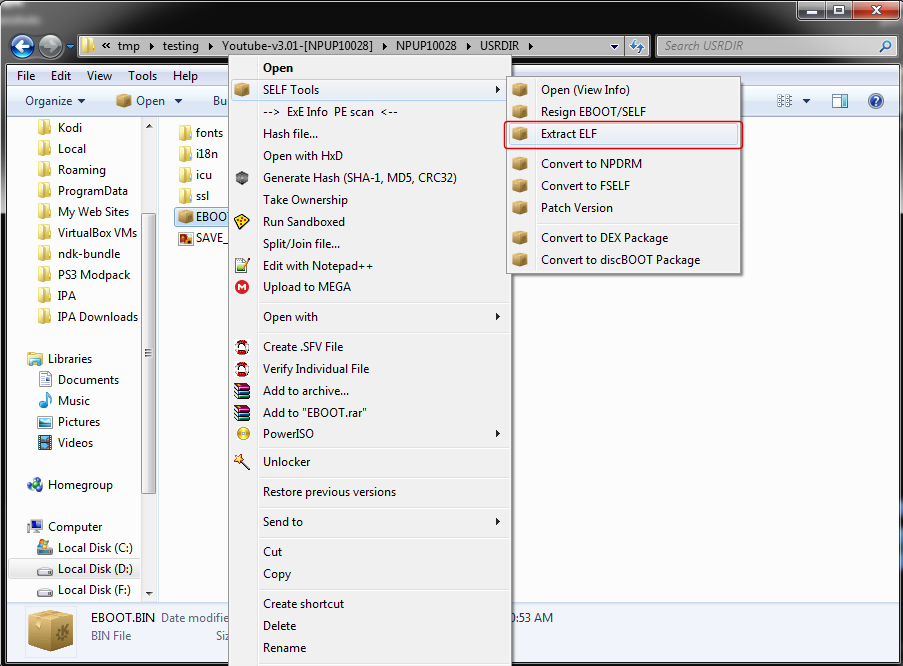 « tmp ▸ testing ▸ Youtube-v3.01-[NPUP10028] ▸ NPUP10028 ▸ USRDIR ▸
Search USRDIR
File Edit View Tools Help
Organize
Open
Bu
Kodi
Local
Roaming
ProgramData
My Web Sites
VirtualBox VMs
ndk-bundle
PS3 Modpack
IPA
IPA Downloads
Libraries
Documents
Music
Pictures
Videos
Homegroup
Computer
Local Disk (C:)
Local Disk (D:)
Local Disk (F:)
fonts
i18n
icu
ssl
EBOO
SAVE_
Open
SELF Tools
--> ExE Info PE scan <--
Hash file...
Open with HxD
Generate Hash (SHA-1, MD5, CRC32)
Take Ownership
Run Sandboxed
Split/Join file...
Edit with Notepad++
Upload to MEGA
Open with
Create .SFV File
Verify Individual File
Add to archive...
Add to "EBOOT.rar"
PowerISO
Unlocker
Restore previous versions
Send to
Cut
Copy
Create shortcut
Delete
Rename
Open (View Info)
Resign EBOOT/SELF
Extract ELF
Convert to NPDRM
Convert to FSELF
Patch Version
Convert to DEX Package
Convert to discBOOT Package
EBOOT.BIN Date modifie
:53 AM
BIN File
Siz